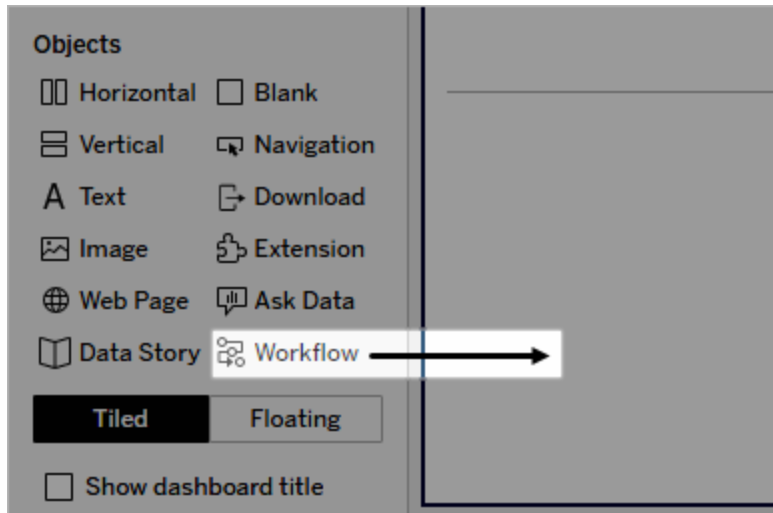 Objects
Horizontal Blank
Vertical Navigation
Text Download
Image Extension
Web Page Ask Data
Data Story Workflow
Tiled Floating
Show dashboard title